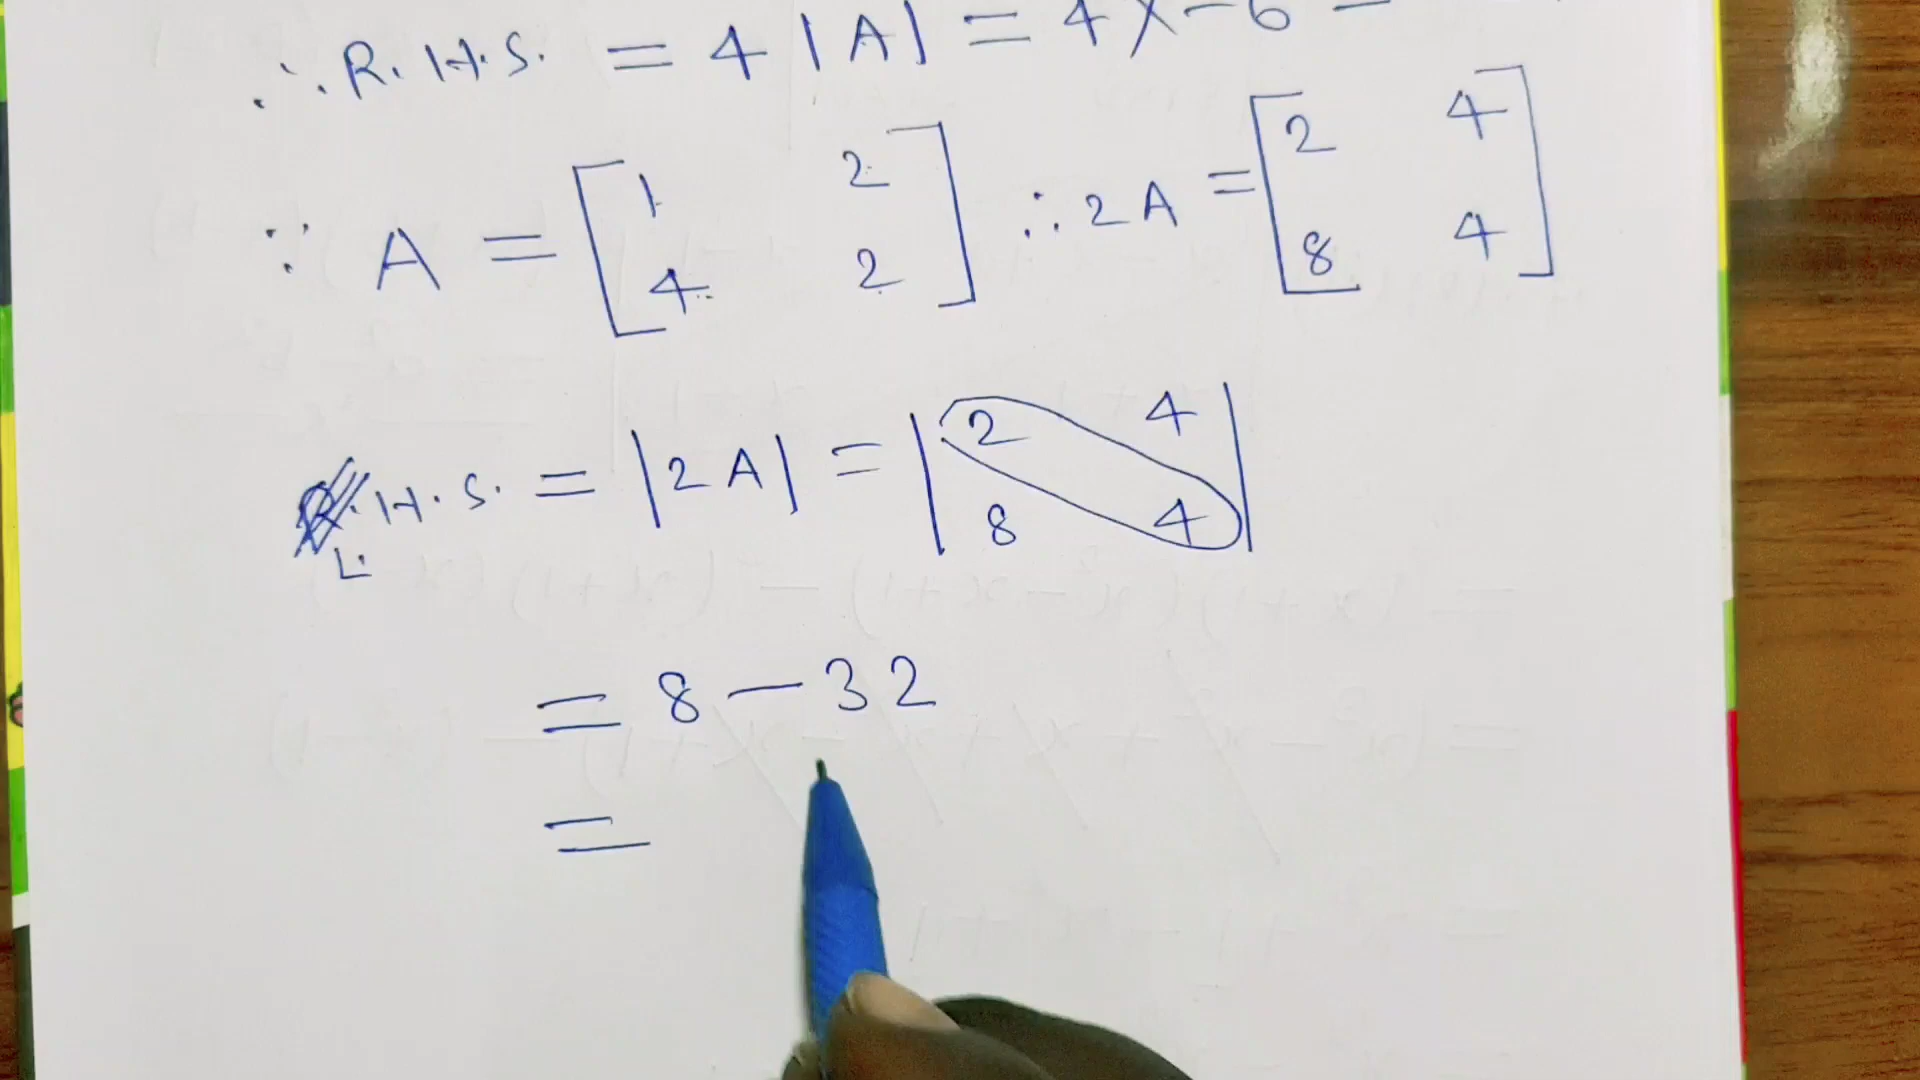 ∴ R.H.S. = 4 |A| = 4 × -6 =
∵ A = [1 2 4 2] ∴ 2A = [2 4 8 4]
L.H.S. = |2A| = |2 4 8 4|
= 8 - 32
=